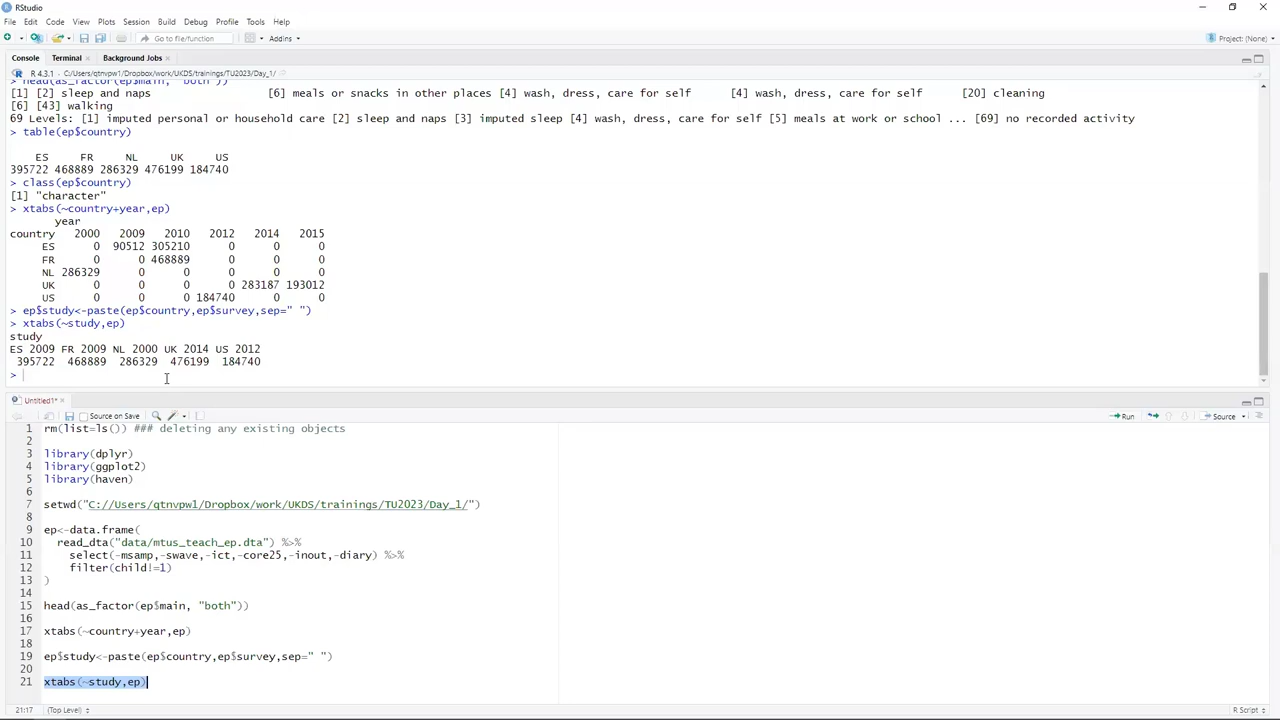 RStudio
File Edit Code View Plots Session Build Debug Profile Tools Help
Go to file/function Addins Project: (None)
Console Terminal × Background Jobs ×
R 4.3.1 · C:/Users/qtnvpw1/Dropbox/work/UKDS/trainings/TU2023/Day_1/
head(as_factor(ep$main, "both"))
[1] [2] sleep and naps [6] meals or snacks in other places [4] wash, dress, care for self [4] wash, dress, care for self [20] cleaning
[6] [43] walking
69 Levels: [1] imputed personal or household care [2] sleep and naps [3] imputed sleep [4] wash, dress, care for self [5] meals at work or school ... [69] no recorded activity
> table(ep$country)
ES FR NL UK US
395722 468889 286329 476199 184740
> class(ep$country)
[1] "character"
> xtabs(~country+year,ep)
year
country 2000 2009 2010 2012 2014 2015
ES 0 90512 305210 0 0 0
FR 0 0 468889 0 0 0
NL 286329 0 0 0 0 0
UK 0 0 0 0 283187 193012
US 0 0 0 184740 0 0
> ep$study<-paste(ep$country,ep$survey,sep=" ")
> xtabs(~study,ep)
study
ES 2009 FR 2009 NL 2000 UK 2014 US 2012
395722 468889 286329 476199 184740
>
Untitled1* ×
Source on Save Run Source
1 rm(list=ls()) ### deleting any existing objects
2
3 library(dplyr)
4 library(ggplot2)
5 library(haven)
6
7 setwd("C://Users/qtnvpw1/Dropbox/work/UKDS/trainings/TU2023/Day_1/")
8
9 ep<-data.frame(
10 read_dta("data/mtus_teach_ep.dta") %>%
11 select(-msamp,-swave,-ict,-core25,-inout,-diary) %>%
12 filter(child!=1)
13 )
14
15 head(as_factor(ep$main, "both"))
16
17 xtabs(~country+year,ep)
18
19 ep$study<-paste(ep$country,ep$survey,sep=" ")
20
21 xtabs(~study,ep)
21:17 (Top Level) R Script